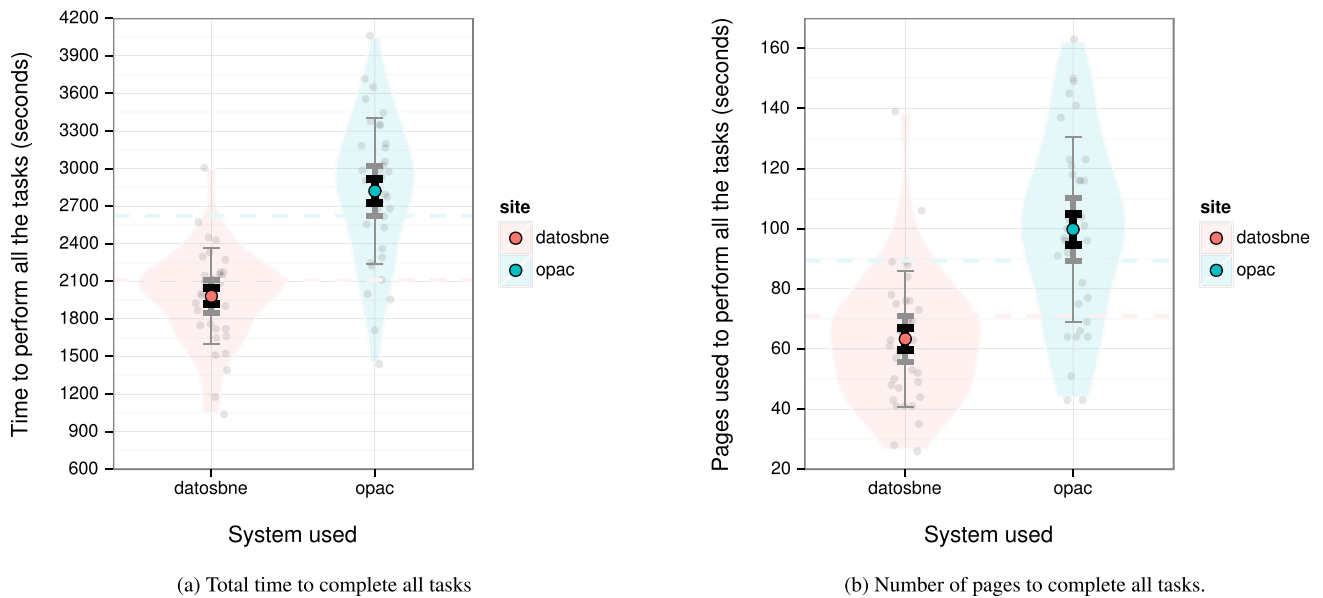 Time to perform all the tasks (seconds)
4200
3900
3600
3300
3000
2700
2400
2100
1800
1500
1200
900
600
datosbne
opac
System used
site
datosbne
opac
(a) Total time to complete all tasks
Pages used to perform all the tasks (seconds)
160
140
120
100
80
60
40
20
datosbne
opac
System used
site
datosbne
opac
(b) Number of pages to complete all tasks.